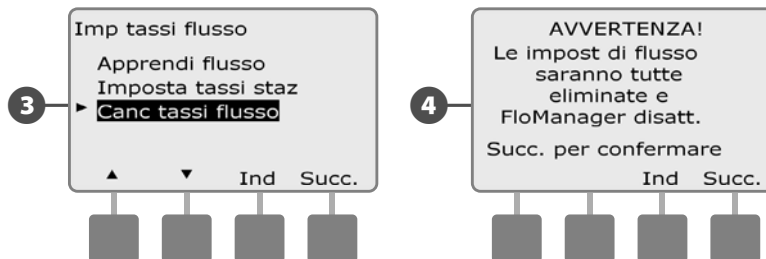 3
Imp tassi flusso
Apprendi flusso
Imposta tassi staz
► Canc tassi flusso
▲ ▼ Ind Succ.
4
AVVERTENZA!
Le impost di flusso
saranno tutte
eliminate e
FloManager disatt.
Succ. per confermare
Ind Succ.